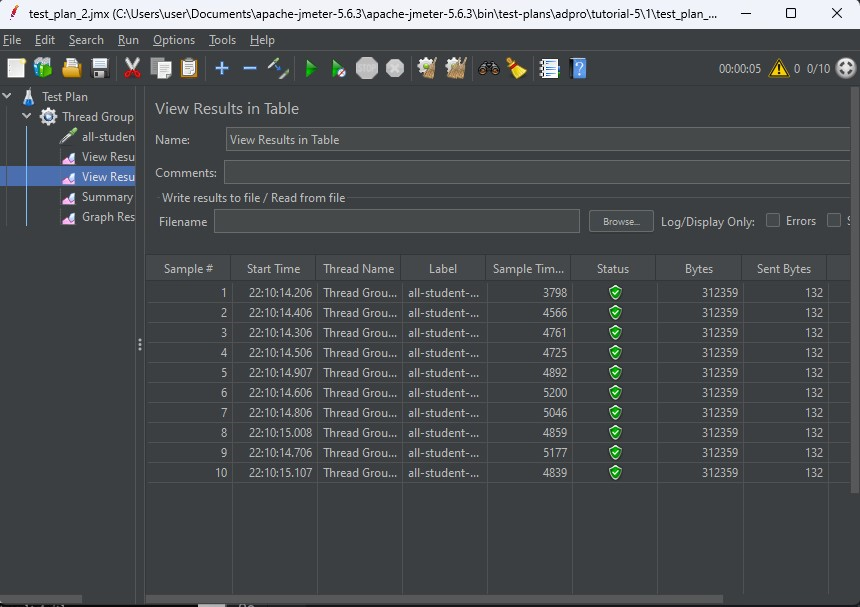 test_plan_2.jmx (C:\Users\user\Documents\apache-jmeter-5.6.3\apache-jmeter-5.6.3\bin\test-plans\adpro\tutorial-5\1\test_plan_...
File Edit Search Run Options Tools Help
STOP 00:00:05 0 0/10
Test Plan
Thread Group
all-studen
View Resu
View Resu
Summary
Graph Res
View Results in Table
Name: View Results in Table
Comments:
Write results to file / Read from file
Filename Browse... Log/Display Only: Errors S
Sample # Start Time Thread Name Label Sample Tim... Status Bytes Sent Bytes
1 22:10:14.206 Thread Grou... all-student-... 3798 312359 132
2 22:10:14.406 Thread Grou... all-student-... 4566 312359 132
3 22:10:14.306 Thread Grou... all-student-... 4761 312359 132
4 22:10:14.506 Thread Grou... all-student-... 4725 312359 132
5 22:10:14.907 Thread Grou... all-student-... 4892 312359 132
6 22:10:14.606 Thread Grou... all-student-... 5200 312359 132
7 22:10:14.806 Thread Grou... all-student-... 5046 312359 132
8 22:10:15.008 Thread Grou... all-student-... 4859 312359 132
9 22:10:14.706 Thread Grou... all-student-... 5177 312359 132
10 22:10:15.107 Thread Grou... all-student-... 4839 312359 132